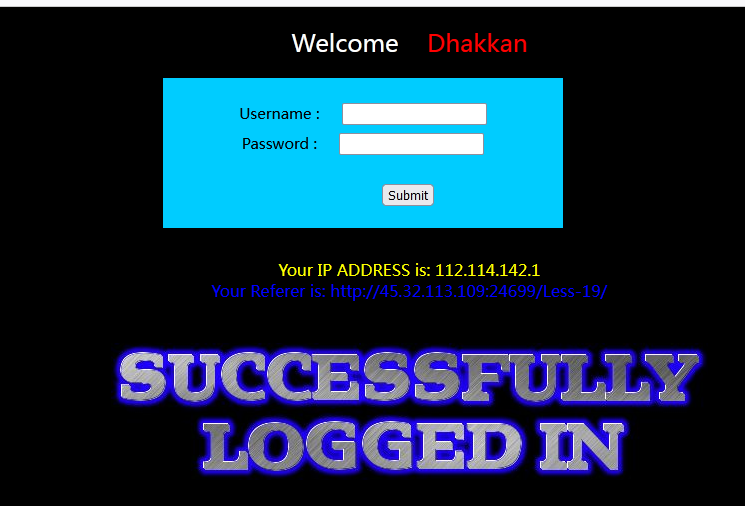 Welcome Dhakkan
Username :
Password :
Submit
Your IP ADDRESS is: 112.114.142.1
Your Referer is: http://45.32.113.109:24699/Less-19/
SUCCESSFULLY
LOGGED IN